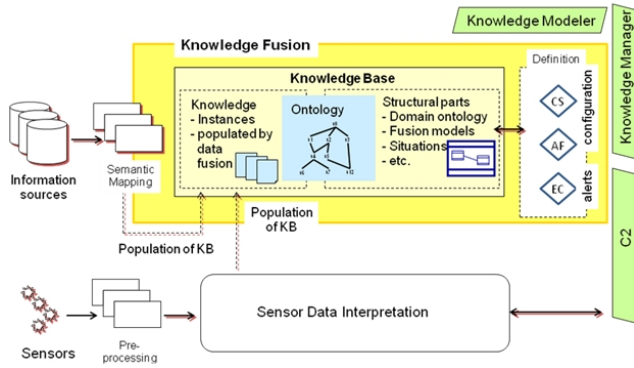 Knowledge Modeler
Knowledge Manager
Knowledge Fusion
Knowledge Base
Definition
Knowledge
- Instances
- populated by
data
fusion
Ontology
Structural parts
- Domain ontology
- Fusion models
- Situations
- etc.
CS
AF
EC
configuration
alerts
Information
sources
Semantic
Mapping
Population of KB
Population
of KB
C2
Sensor Data Interpretation
Sensors
Pre-
processing